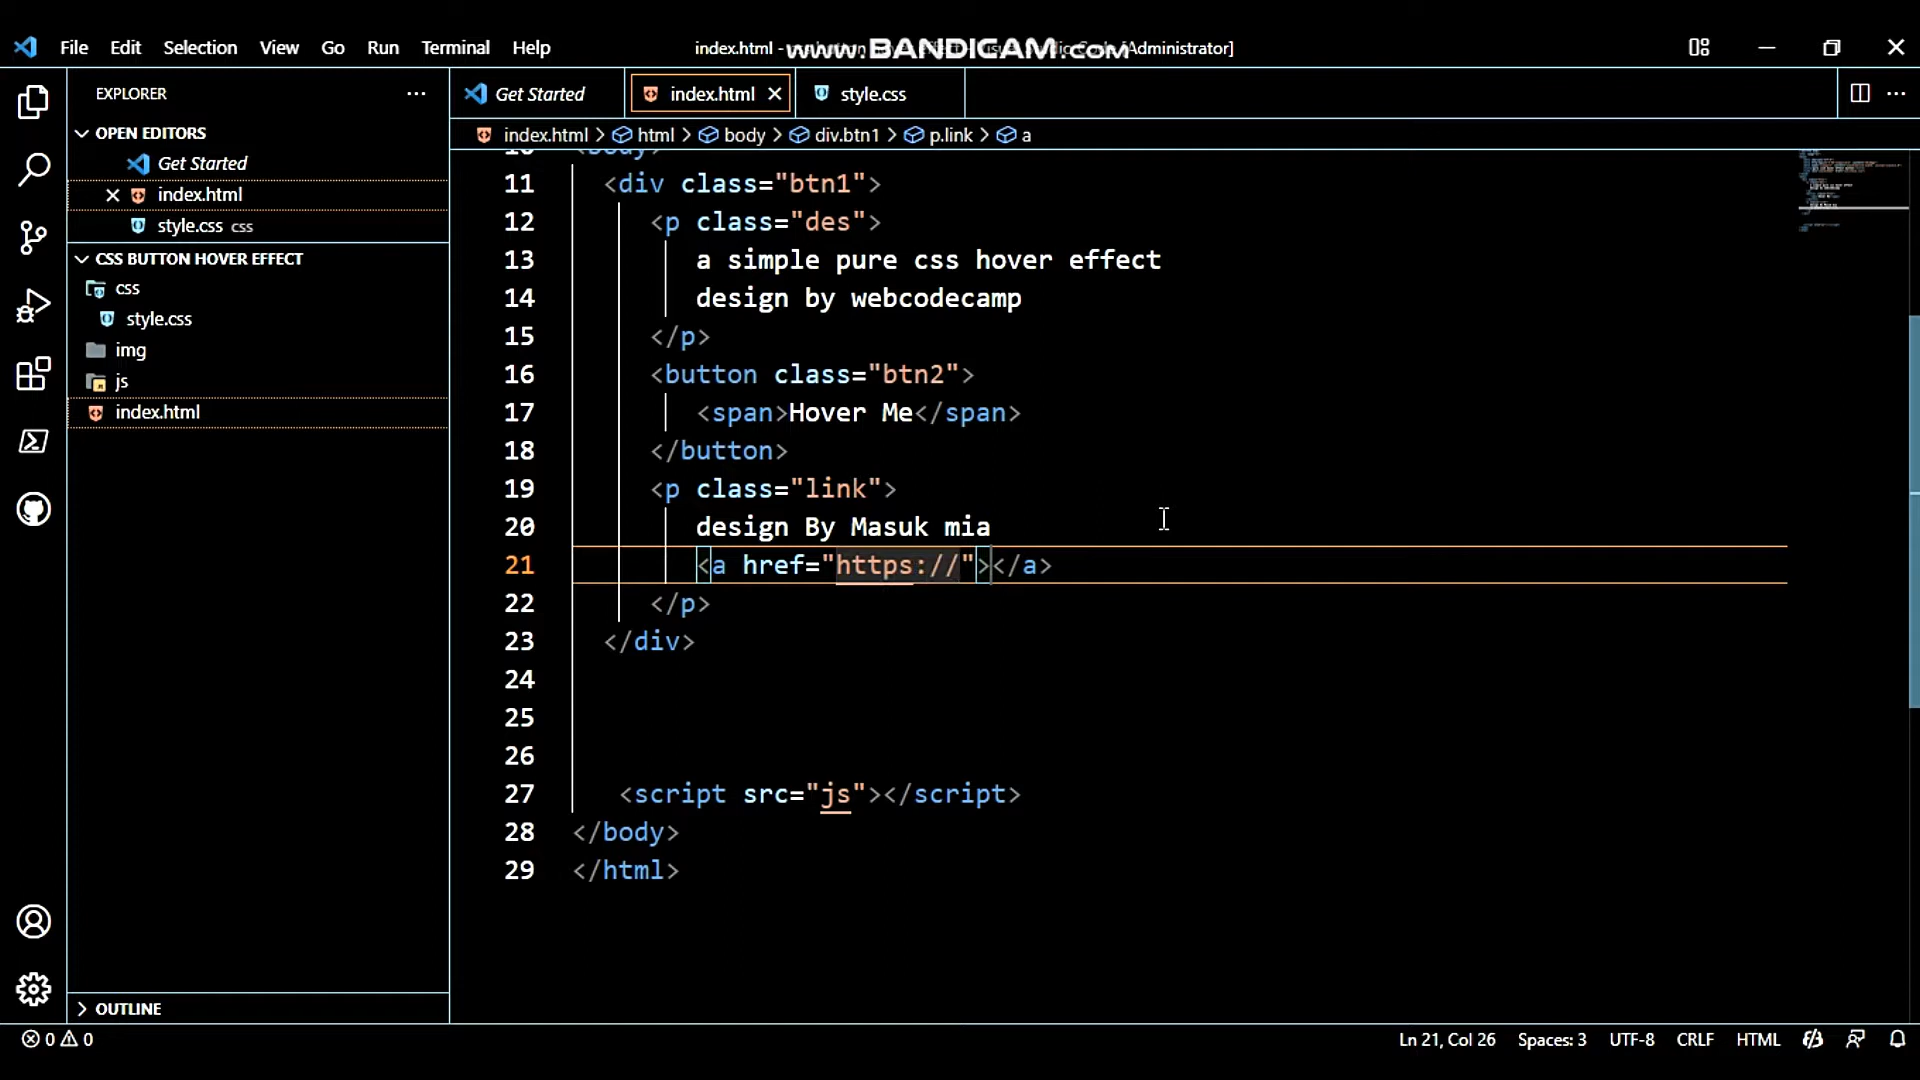 File Edit Selection View Go Run Terminal Help
index.html - Visual Studio Code [Administrator]
www.BANDICAM.com
EXPLORER
OPEN EDITORS
Get Started
index.html
style.css css
CSS BUTTON HOVER EFFECT
css
style.css
img
js
index.html
OUTLINE
Get Started index.html style.css
index.html > html > body > div.btn1 > p.link > a
10 <body>
11 <div class="btn1">
12 <p class="des">
13 a simple pure css hover effect
14 design by webcodecamp
15 </p>
16 <button class="btn2">
17 <span>Hover Me</span>
18 </button>
19 <p class="link">
20 design By Masuk mia
21 <a href="https://"></a>
22 </p>
23 </div>
24
25
26
27 <script src="js"></script>
28 </body>
29 </html>
0 0 Ln 21, Col 26 Spaces: 3 UTF-8 CRLF HTML